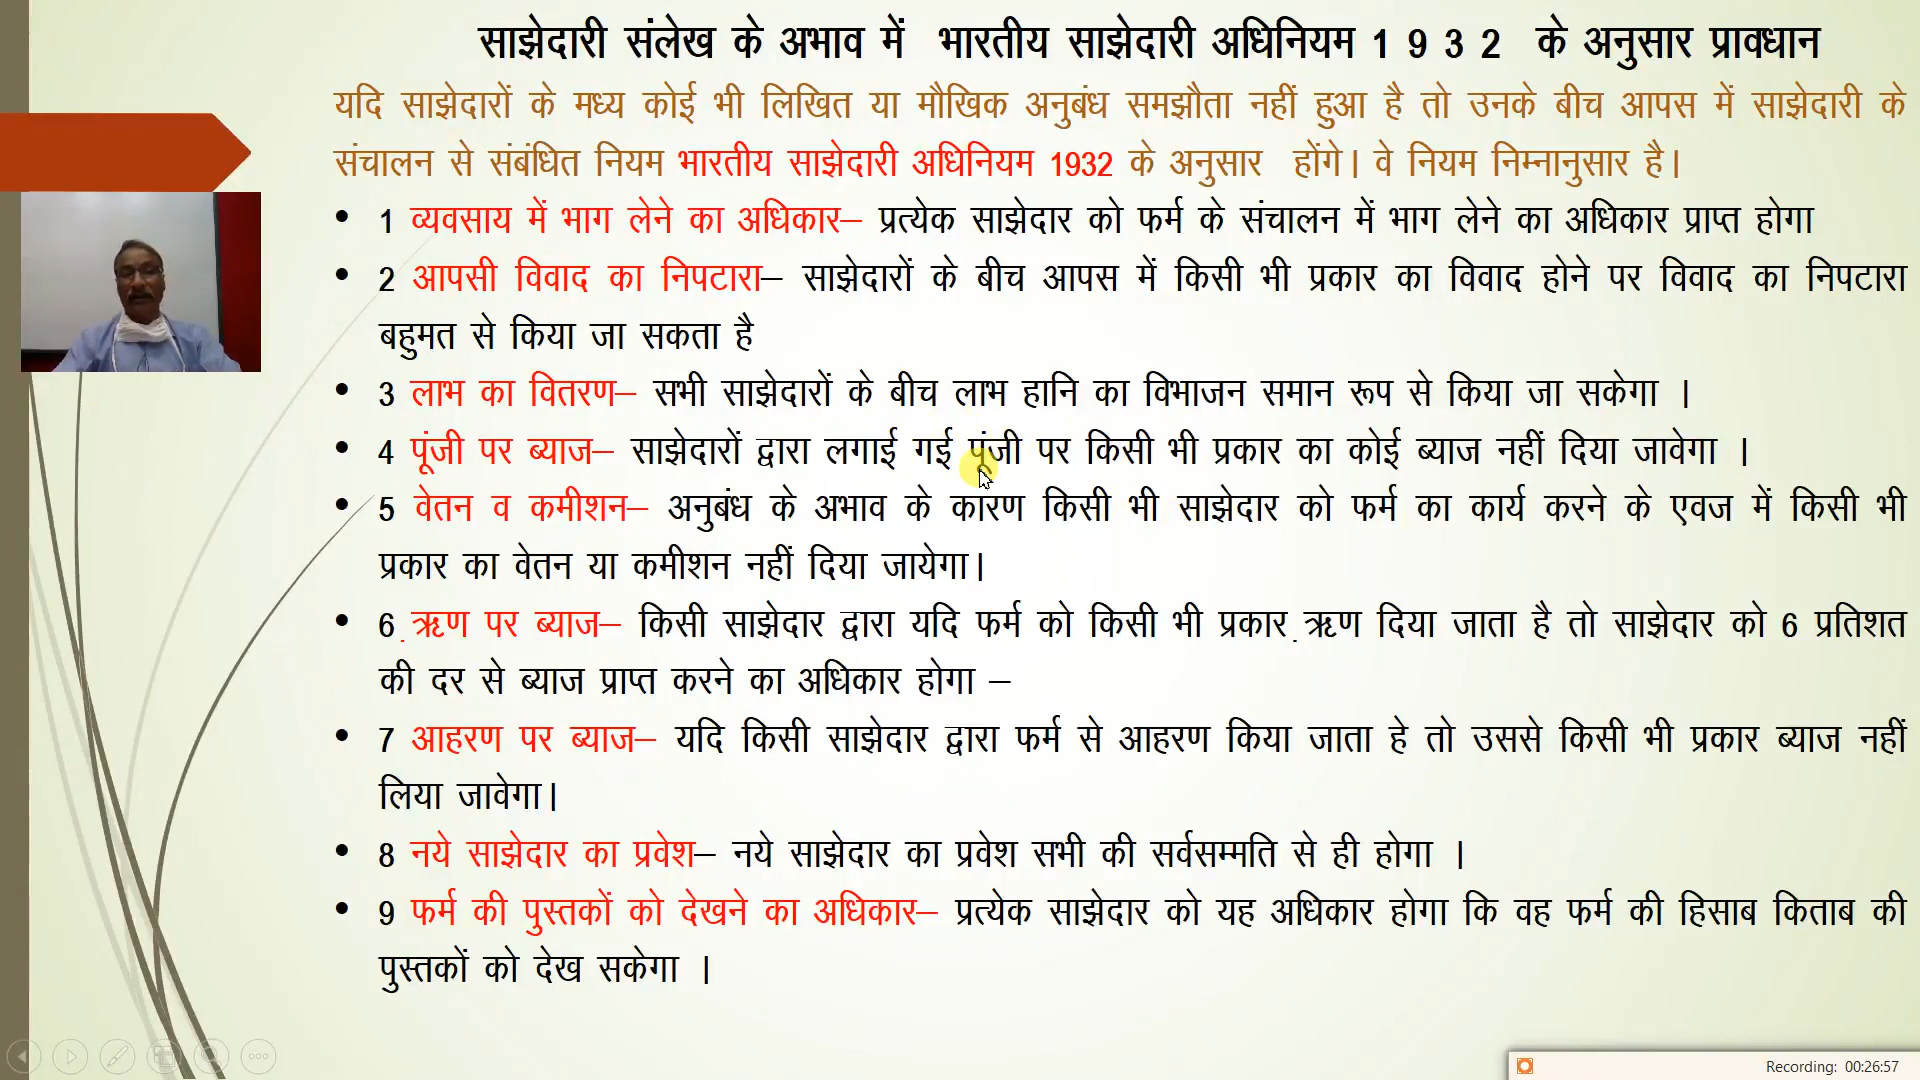 साझेदारी संलेख के अभाव में भारतीय साझेदारी अधिनियम 1 9 3 2 के अनुसार प्रावधान
यदि साझेदारों के मध्य कोई भी लिखित या मौखिक अनुबंध समझौता नहीं हुआ है तो उनके बीच आपस में साझेदारी के
संचालन से संबंधित नियम भारतीय साझेदारी अधिनियम 1932 के अनुसार होंगे। वे नियम निम्नानुसार है।
• 1 व्यवसाय में भाग लेने का अधिकार– प्रत्येक साझेदार को फर्म के संचालन में भाग लेने का अधिकार प्राप्त होगा
• 2 आपसी विवाद का निपटारा– साझेदारों के बीच आपस में किसी भी प्रकार का विवाद होने पर विवाद का निपटारा
बहुमत से किया जा सकता है
• 3 लाभ का वितरण– सभी साझेदारों के बीच लाभ हानि का विभाजन समान रूप से किया जा सकेगा ।
• 4 पूंजी पर ब्याज– साझेदारों द्वारा लगाई गई पूंजी पर किसी भी प्रकार का कोई ब्याज नहीं दिया जावेगा ।
• 5 वेतन व कमीशन– अनुबंध के अभाव के कारण किसी भी साझेदार को फर्म का कार्य करने के एवज में किसी भी
प्रकार का वेतन या कमीशन नहीं दिया जायेगा।
• 6 ऋण पर ब्याज– किसी साझेदार द्वारा यदि फर्म को किसी भी प्रकार ऋण दिया जाता है तो साझेदार को 6 प्रतिशत
की दर से ब्याज प्राप्त करने का अधिकार होगा –
• 7 आहरण पर ब्याज– यदि किसी साझेदार द्वारा फर्म से आहरण किया जाता हे तो उससे किसी भी प्रकार ब्याज नहीं
लिया जावेगा।
• 8 नये साझेदार का प्रवेश– नये साझेदार का प्रवेश सभी की सर्वसम्मति से ही होगा ।
• 9 फर्म की पुस्तकों को देखने का अधिकार– प्रत्येक साझेदार को यह अधिकार होगा कि वह फर्म की हिसाब किताब की
पुस्तकों को देख सकेगा ।
Recording: 00:26:57